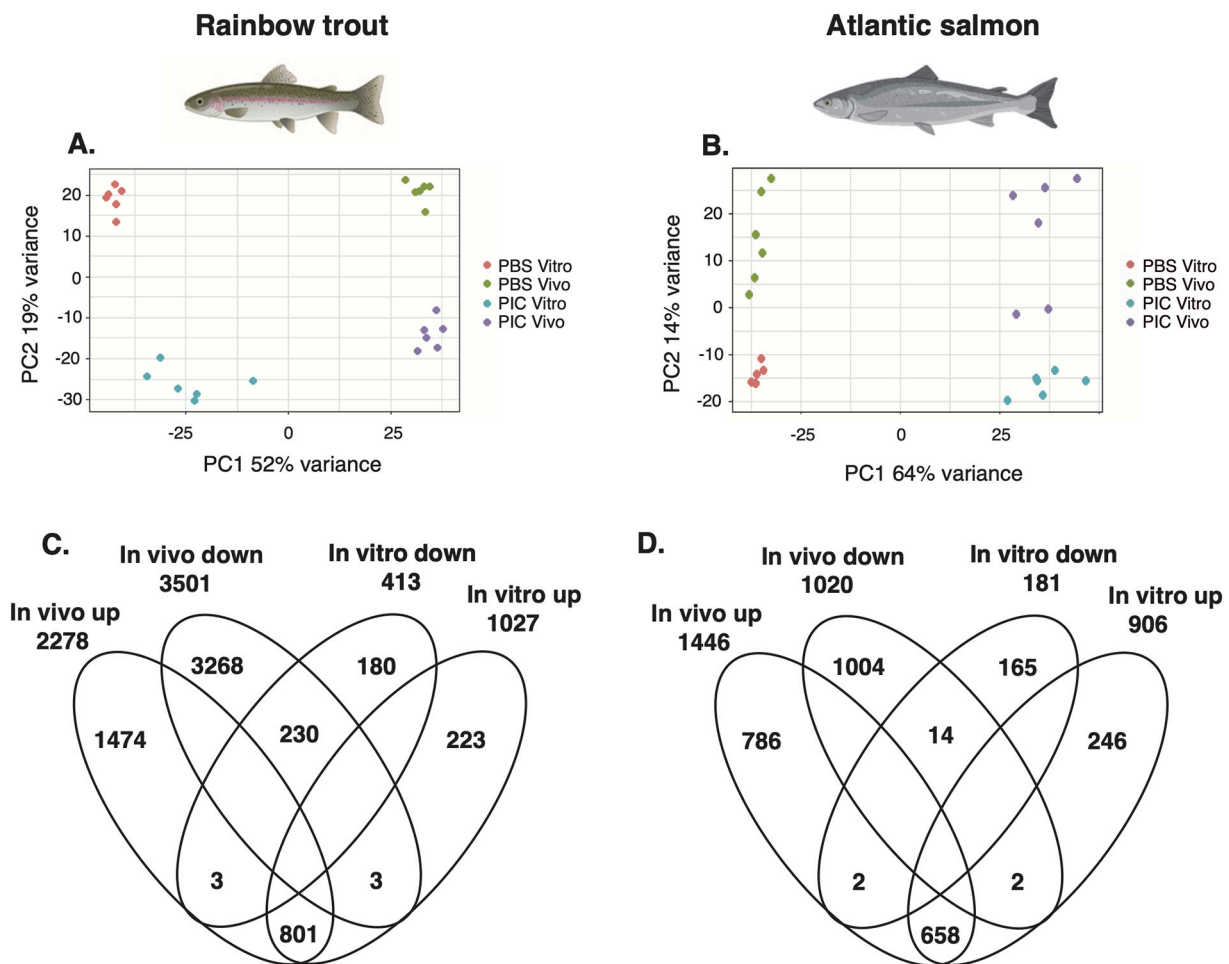 Rainbow trout
Atlantic salmon
A.
PC2 19% variance
20
10
0
-10
-20
-30
-25
0
25
PC1 52% variance
PBS Vitro
PBS Vivo
PIC Vitro
PIC Vivo
B.
PC2 14% variance
20
10
0
-10
-20
-25
0
25
PC1 64% variance
PBS Vitro
PBS Vivo
PIC Vitro
PIC Vivo
C.
In vivo up
2278
In vivo down
3501
In vitro down
413
In vitro up
1027
3268
180
1474
230
223
3
3
801
D.
In vivo up
1446
In vivo down
1020
In vitro down
181
In vitro up
906
1004
165
786
14
246
2
2
658